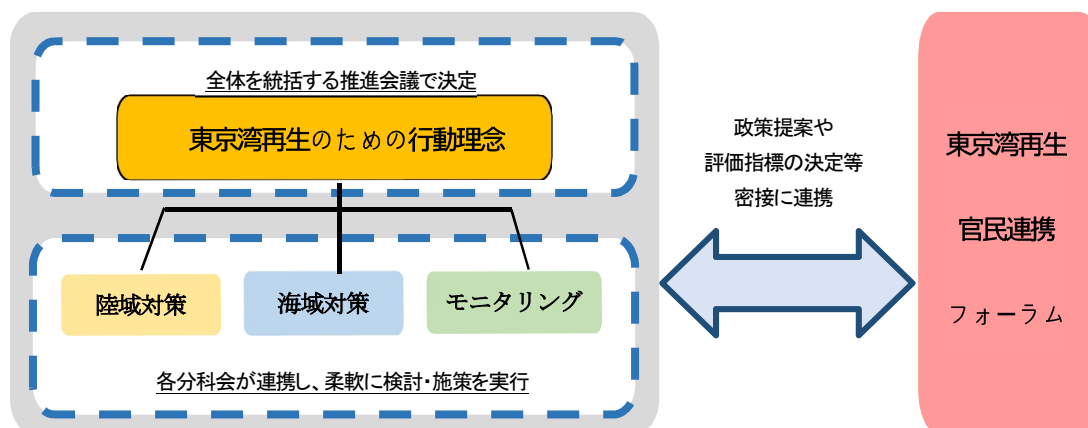 全体を統括する推進会議で決定
東京湾再生のための行動理念
陸域対策
海域対策
モニタリング
各分科会が連携し、柔軟に検討・施策を実行
政策提案や
評価指標の決定等
密接に連携
東京湾再生
官民連携
フォーラム